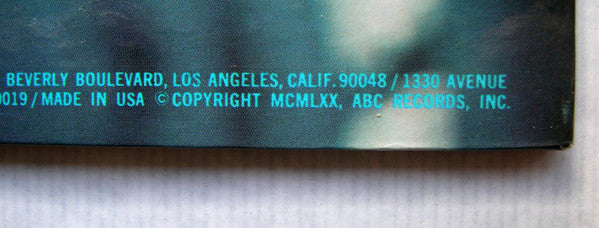 BEVERLY BOULEVARD, LOS ANGELES, CALIF. 90048 / 1330 AVENUE
0019 / MADE IN USA © COPYRIGHT MCMLXX, ABC RECORDS, INC.